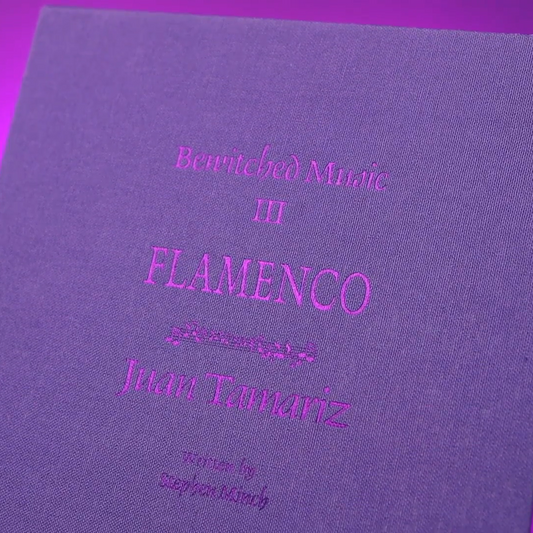 Bewitched Music
III
FLAMENCO
Juan Tamariz
Written by
Stephen Minch